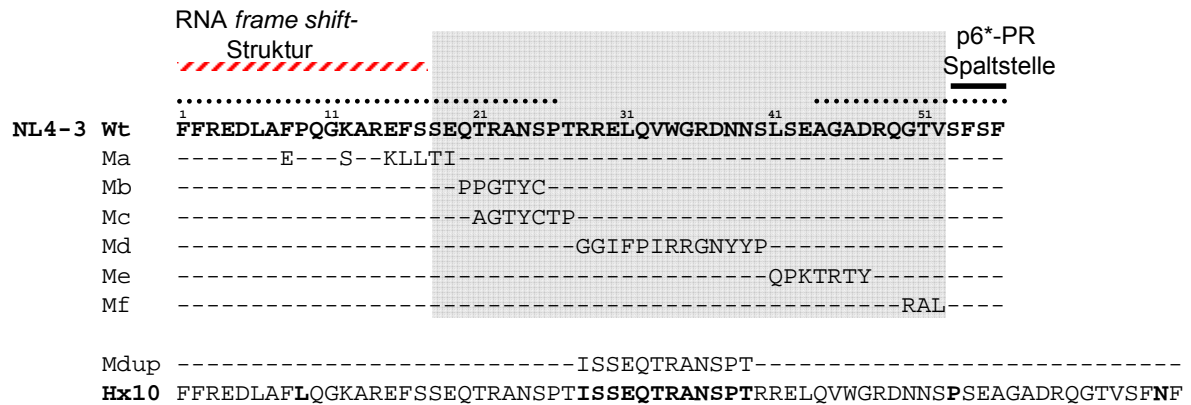 RNA frame shift-
Struktur
p6*-PR
Spaltstelle
1 11 21 31 41 51
NL4-3 Wt FFREDLAFPQGKAREFSSEQTRANSPTRRELQVWGRDNNSLSEAGADRQGTVSFSF
Ma -------E---S--KLLTI-------------------------------------
Mb -------------------PPGTYC-------------------------------
Mc --------------------AGTYCTP-----------------------------
Md ---------------------------GGIFPIRRGNYYP----------------
Me ----------------------------------------QPKTRTY---------
Mf -------------------------------------------------RAL----
Mdup ---------------------------ISSEQTRANSPT-----------------------------
Hx10 FFREDLAFLQGKAREFSSEQTRANSPTISSEQTRANSPTRRELQVWGRDNNSPSEAGADRQGTVSFNF